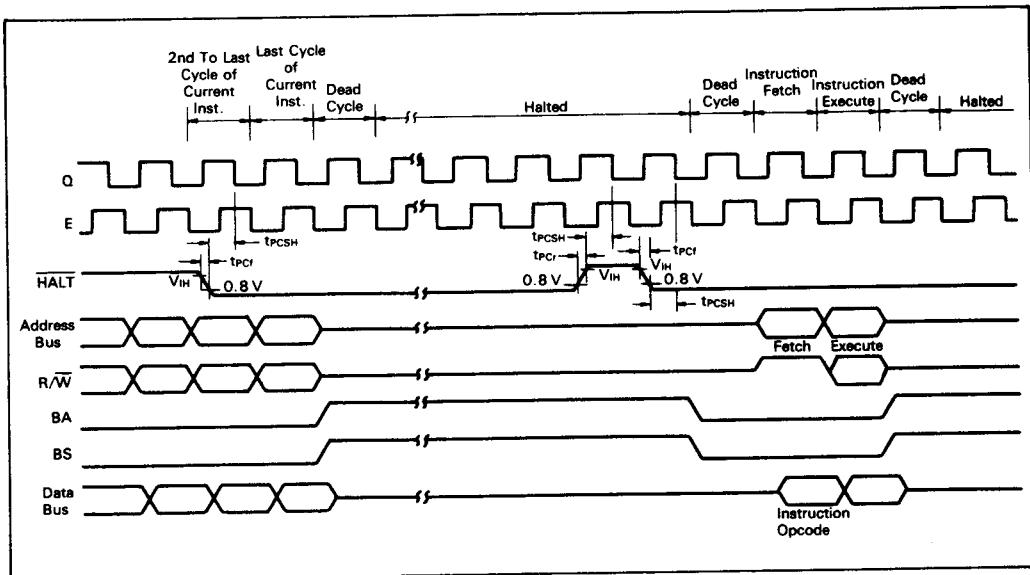 2nd To Last
Cycle of
Current
Inst.
Last Cycle
of
Current
Inst.
Dead
Cycle
Halted
Dead
Cycle
Instruction
Fetch
Instruction
Execute
Dead
Cycle
Halted
Q
E
tPCSH
tPCf
HALT
VIH
0.8 V
tPCSH
tPCr
0.8 V
VIH
tPCf
VIH
0.8 V
tPCSH
Address
Bus
Fetch
Execute
R/W
BA
BS
Data
Bus
Instruction
Opcode